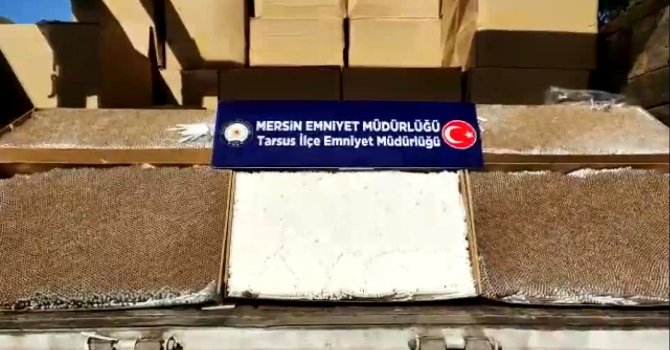 MERSİN EMNİYET MÜDÜRLÜĞÜ
Tarsus İlçe Emniyet Müdürlüğü